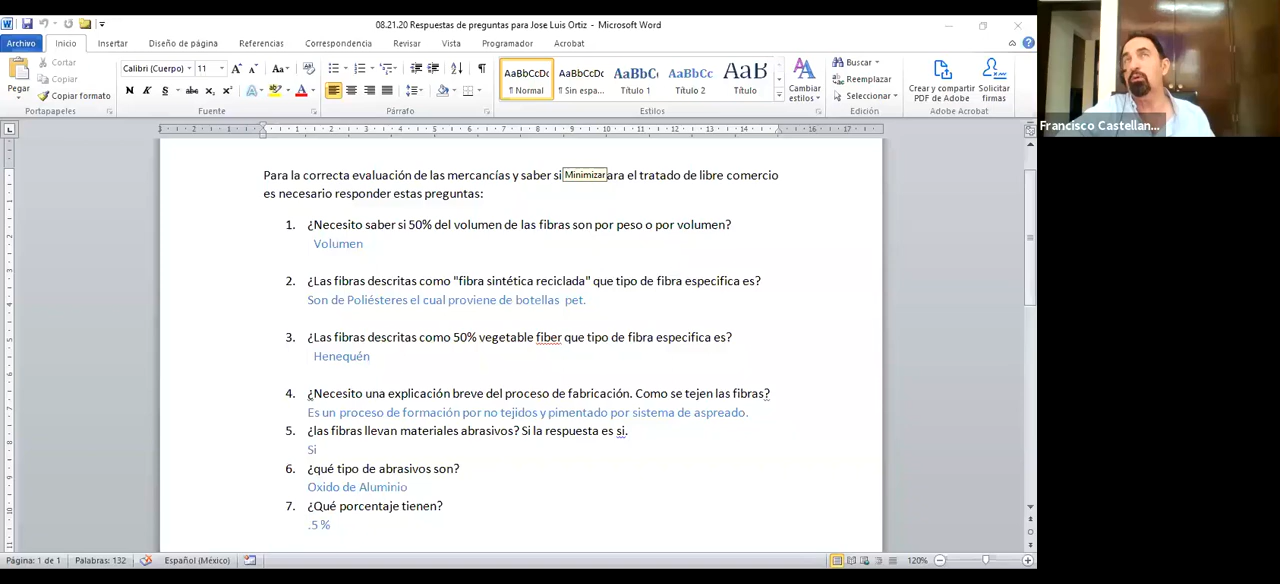 08.21.20 Respuestas de preguntas para Jose Luis Ortiz - Microsoft Word
Archivo Inicio Insertar Diseño de página Referencias Correspondencia Revisar Vista Programador Acrobat
Pegar
Cortar
Copiar
Copiar formato
Portapapeles
Calibri (Cuerpo) 11
Fuente
Párrafo
AaBbCcDc AaBbCcDc AaBbC AaBbCc AaB
¶ Normal ¶ Sin espa... Título 1 Título 2 Título
Estilos
Cambiar estilos
Buscar
Reemplazar
Seleccionar
Edición
Crear y compartir PDF de Adobe
Solicitar firmas
Adobe Acrobat
Francisco Castellan...
Para la correcta evaluación de las mercancías y saber si Minimizar ara el tratado de libre comercio
es necesario responder estas preguntas:
1. ¿Necesito saber si 50% del volumen de las fibras son por peso o por volumen?
Volumen
2. ¿Las fibras descritas como "fibra sintética reciclada" que tipo de fibra especifica es?
Son de Poliésteres el cual proviene de botellas pet.
3. ¿Las fibras descritas como 50% vegetable fiber que tipo de fibra especifica es?
Henequén
4. ¿Necesito una explicación breve del proceso de fabricación. Como se tejen las fibras?
Es un proceso de formación por no tejidos y pimentado por sistema de aspreado.
5. ¿las fibras llevan materiales abrasivos? Si la respuesta es si.
Si
6. ¿qué tipo de abrasivos son?
Oxido de Aluminio
7. ¿Qué porcentaje tienen?
.5 %
Página: 1 de 1 Palabras: 132 Español (México) 120%